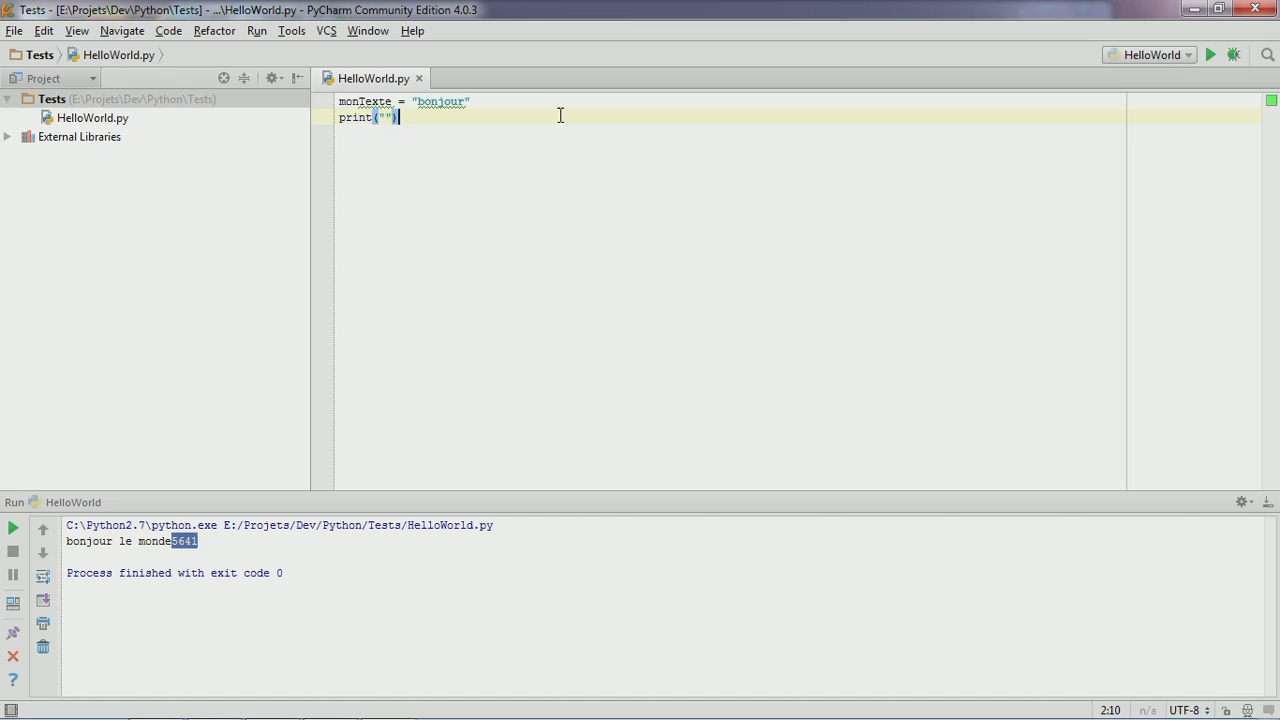 Tests - [E:\Projets\Dev\Python\Tests] - ...\HelloWorld.py - PyCharm Community Edition 4.0.3
File Edit View Navigate Code Refactor Run Tools VCS Window Help
Tests HelloWorld.py HelloWorld
Project HelloWorld.py
Tests (E:\Projets\Dev\Python\Tests)
HelloWorld.py
External Libraries
monTexte = "bonjour"
print("")
Run HelloWorld
C:\Python2.7\python.exe E:/Projets/Dev/Python/Tests/HelloWorld.py
bonjour le monde5641
Process finished with exit code 0
2:10 n/a UTF-8